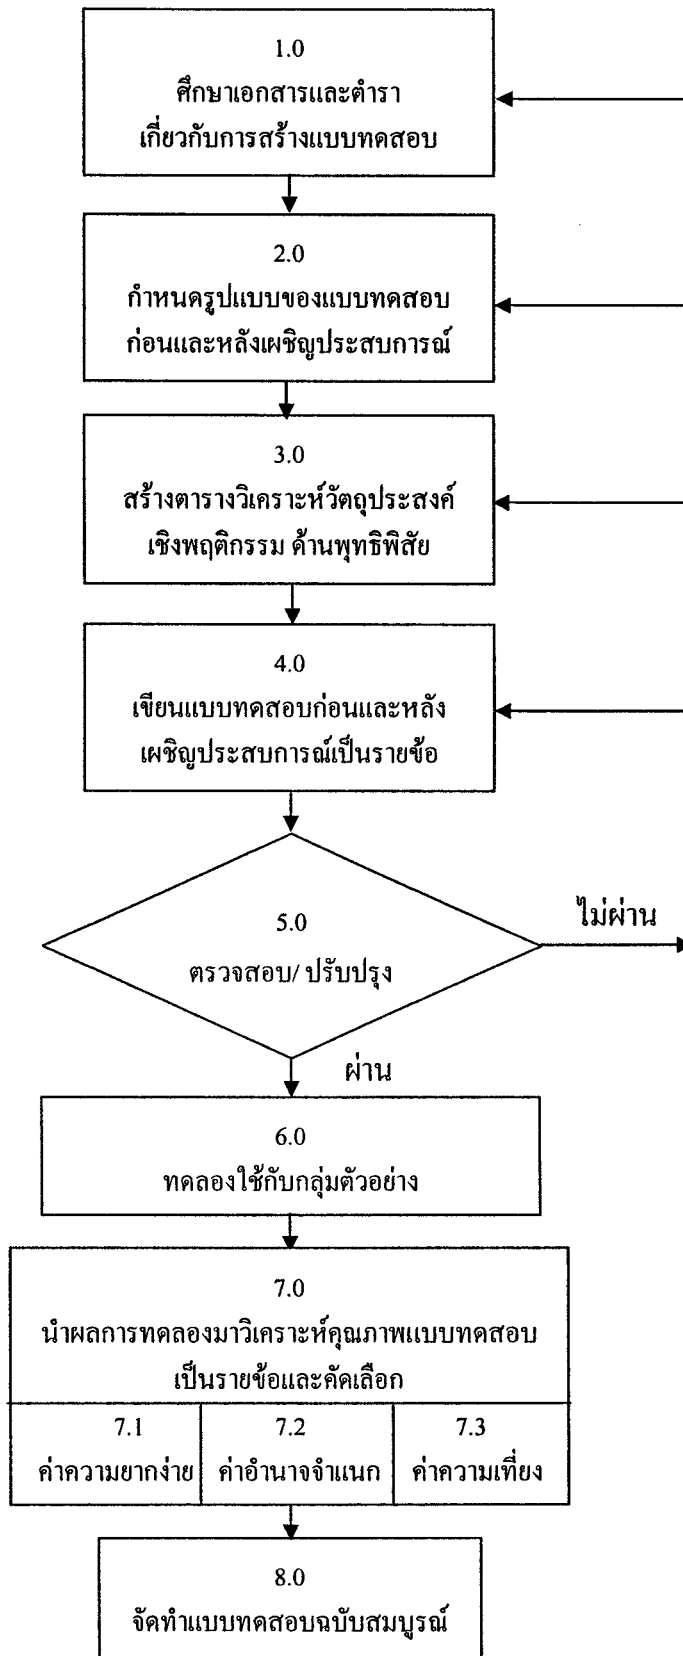 1.0
ศึกษาเอกสารและตำรา
เกี่ยวกับการสร้างแบบทดสอบ
2.0
กำหนดรูปแบบของแบบทดสอบ
ก่อนและหลังเผชิญประสบการณ์
3.0
สร้างตารางวิเคราะห์วัตถุประสงค์
เชิงพฤติกรรม ด้านพุทธิพิสัย
4.0
เขียนแบบทดสอบก่อนและหลัง
เผชิญประสบการณ์เป็นรายข้อ
5.0
ตรวจสอบ/ ปรับปรุง
ไม่ผ่าน
ผ่าน
6.0
ทดลองใช้กับกลุ่มตัวอย่าง
7.0
นำผลการทดลองมาวิเคราะห์คุณภาพแบบทดสอบ
เป็นรายข้อและคัดเลือก
7.1
ค่าความยากง่าย
7.2
ค่าอำนาจจำแนก
7.3
ค่าความเที่ยง
8.0
จัดทำแบบทดสอบฉบับสมบูรณ์